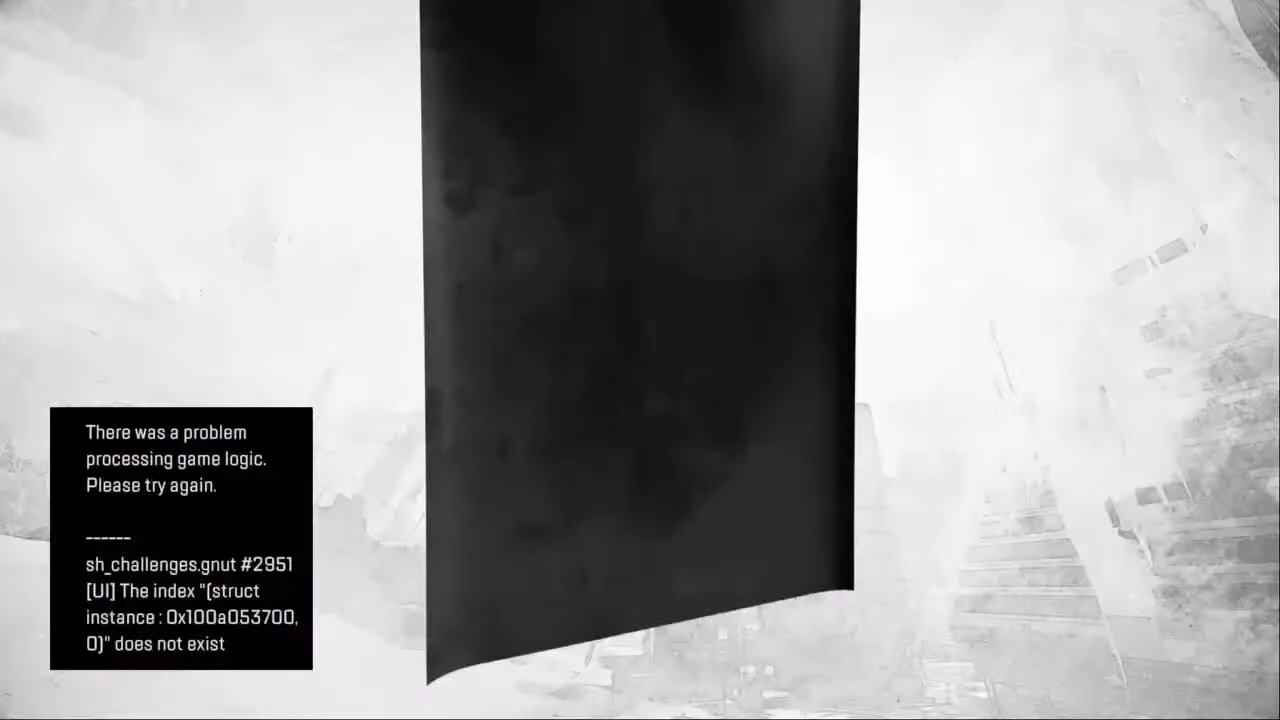 There was a problem
processing game logic.
Please try again.
------
sh_challenges.gnut #2951
[UI] The index "(struct
instance : 0x100a053700,
0)" does not exist